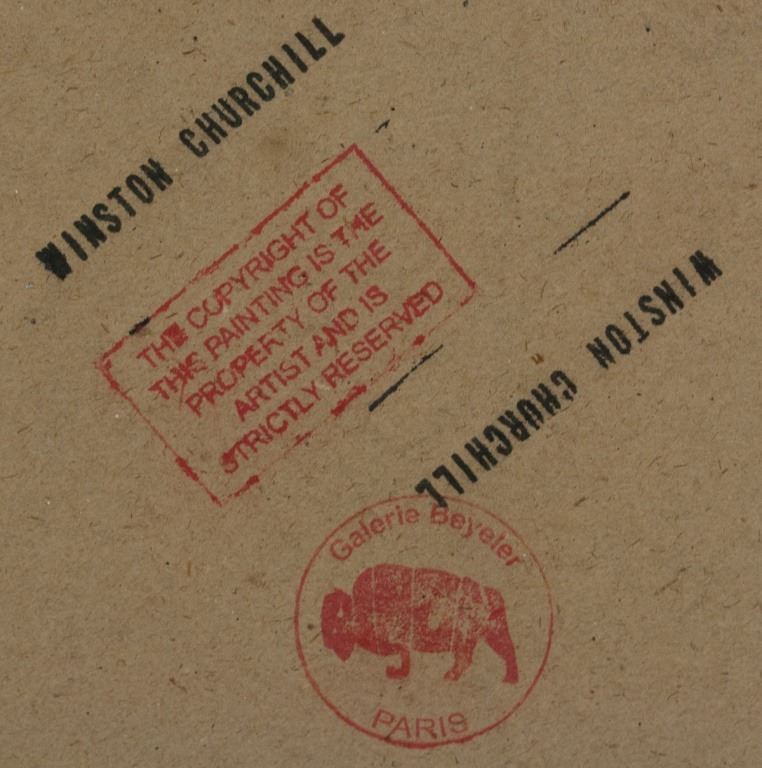 WINSTON CHURCHILL
THE COPYRIGHT OF
THIS PAINTING IS THE
PROPERTY OF THE
ARTIST AND IS
STRICTLY RESERVED
WINSTON CHURCHILL
Galerie Beyeler
PARIS